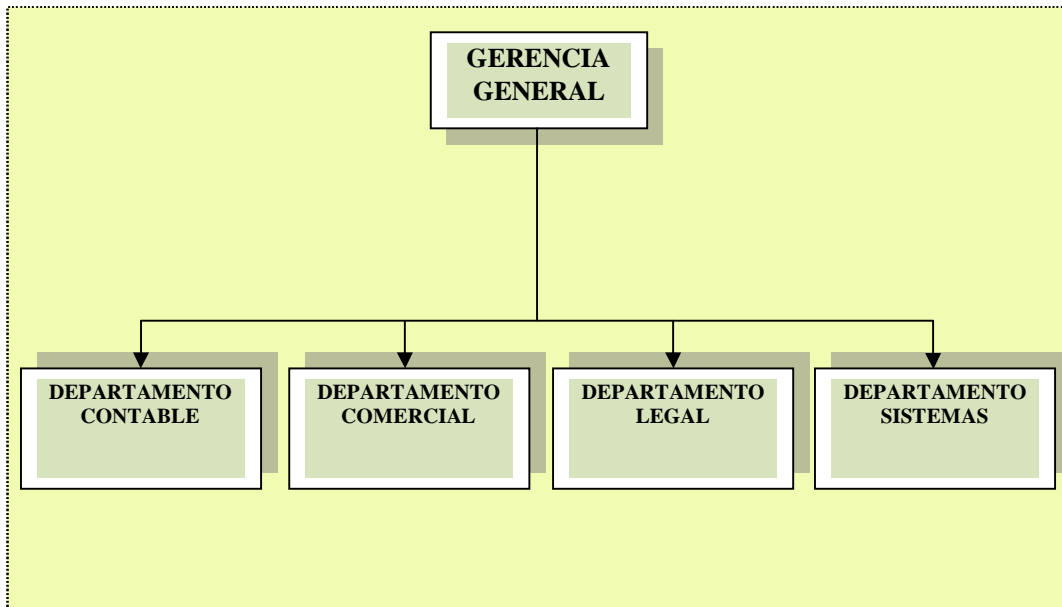 GERENCIA
GENERAL
DEPARTAMENTO
CONTABLE
DEPARTAMENTO
COMERCIAL
DEPARTAMENTO
LEGAL
DEPARTAMENTO
SISTEMAS